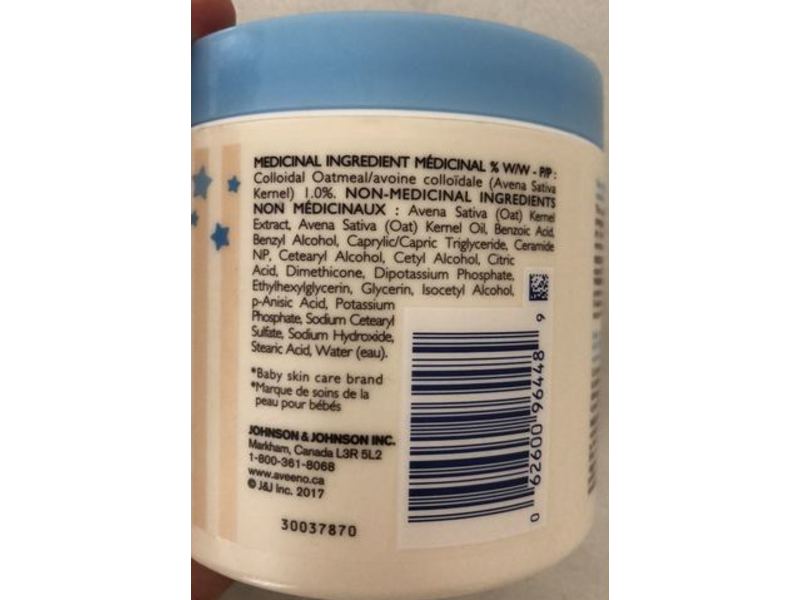 MEDICINAL INGREDIENT MÉDICINAL % W/W - P/P :
Colloidal Oatmeal/avoine colloïdale (Avena Sativa
Kernel) 1.0%. NON-MEDICINAL INGREDIENTS
NON MÉDICINAUX : Avena Sativa (Oat) Kernel
Extract, Avena Sativa (Oat) Kernel Oil, Benzoic Acid,
Benzyl Alcohol, Caprylic/Capric Triglyceride, Ceramide
NP, Cetearyl Alcohol, Cetyl Alcohol, Citric
Acid, Dimethicone, Dipotassium Phosphate,
Ethylhexylglycerin, Glycerin, Isocetyl Alcohol,
p-Anisic Acid, Potassium
Phosphate, Sodium Cetearyl
Sulfate, Sodium Hydroxide,
Stearic Acid, Water (eau).
*Baby skin care brand
*Marque de soins de la
peau pour bébés
JOHNSON & JOHNSON INC.
Markham, Canada L3R 5L2
1-800-361-8068
www.aveeno.ca
© J&J Inc. 2017
30037870
0 62600 96448 9